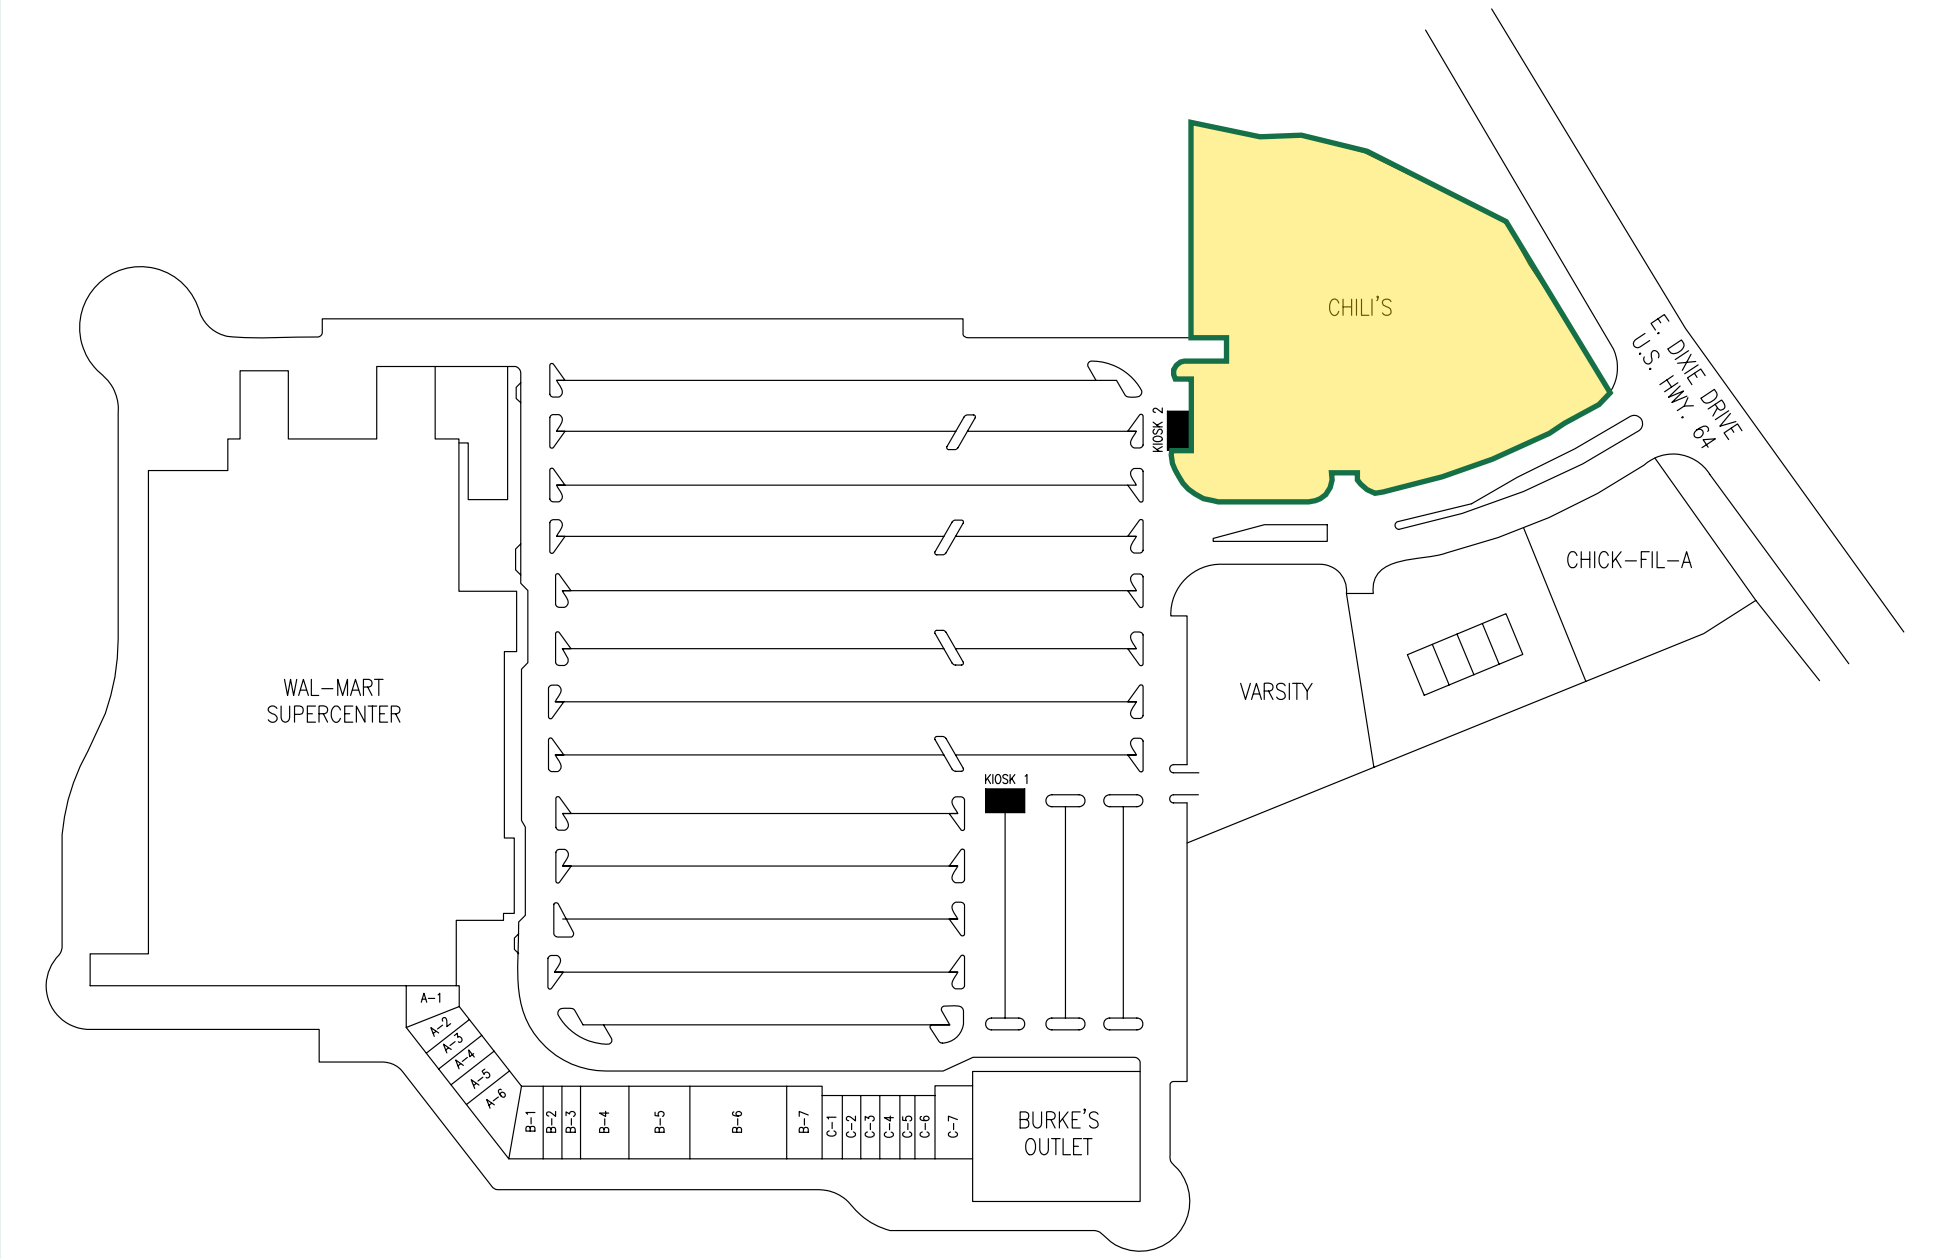 CHILI'S
E. DIXIE DRIVE
U.S. HWY. 64
KIOSK 2
CHICK-FIL-A
WAL-MART
SUPERCENTER
VARSITY
KIOSK 1
A-1
A-2
A-3
A-4
A-5
A-6
B-1
B-2
B-3
B-4
B-5
B-6
B-7
C-1
C-2
C-3
C-4
C-5
C-6
C-7
BURKE'S
OUTLET